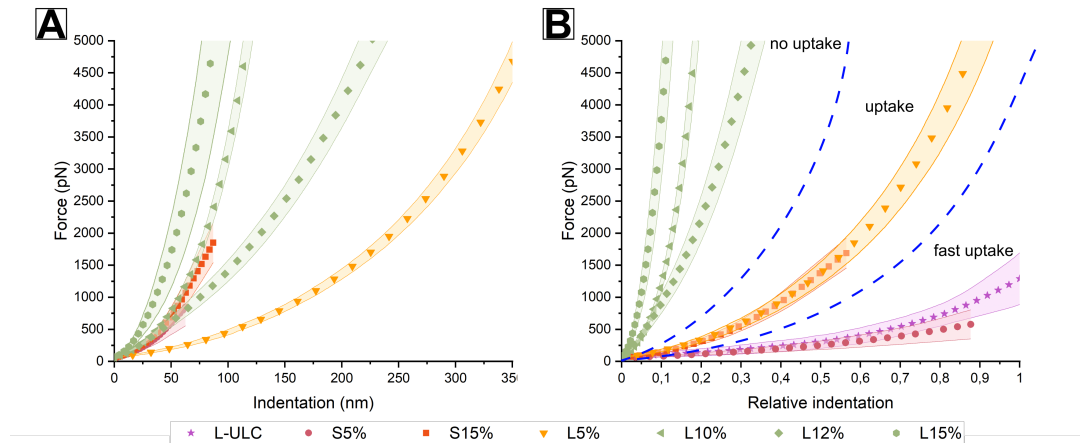 A
B
5000
4500
4000
3500
3000
2500
2000
1500
1000
500
0
Force (pN)
0 50 100 150 200 250 300 35
Indentation (nm)
5000
4500
4000
3500
3000
2500
2000
1500
1000
500
0
Force (pN)
no uptake
uptake
fast uptake
0 0,1 0,2 0,3 0,4 0,5 0,6 0,7 0,8 0,9 1
Relative indentation
L-ULC S5% S15% L5% L10% L12% L15%